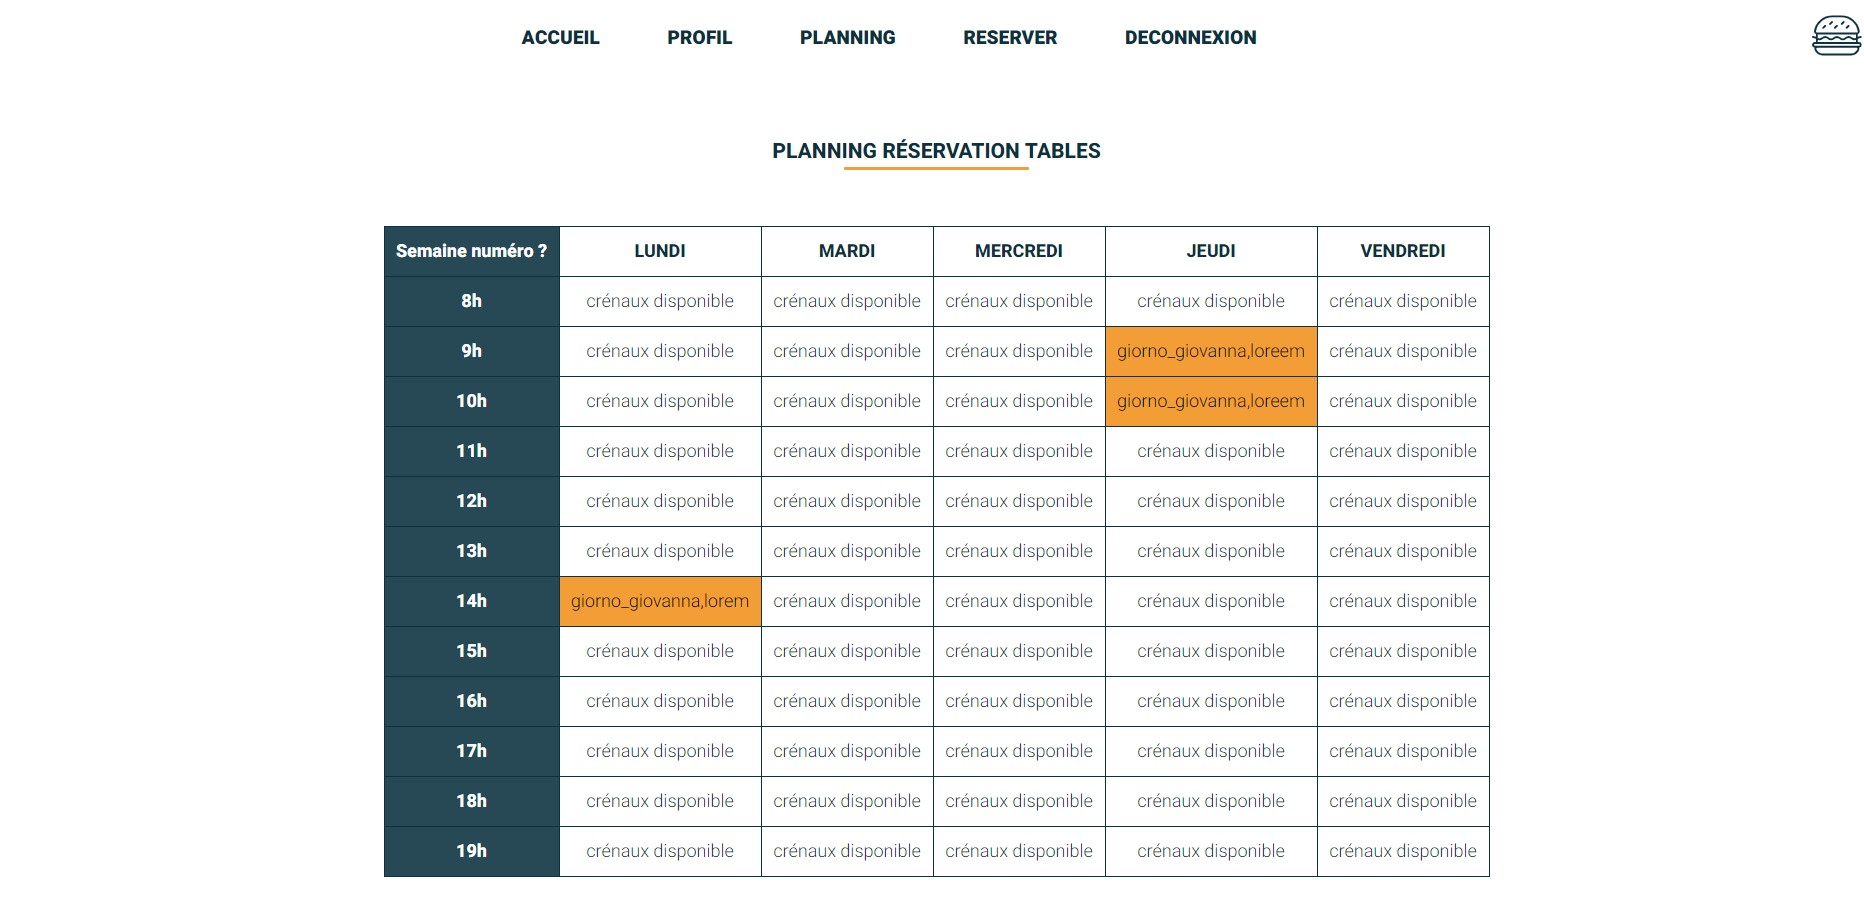 ACCUEIL PROFIL PLANNING RESERVER DECONNEXION
PLANNING RÉSERVATION TABLES
Semaine numéro ? LUNDI MARDI MERCREDI JEUDI VENDREDI
8h crénaux disponible crénaux disponible crénaux disponible crénaux disponible crénaux disponible
9h crénaux disponible crénaux disponible crénaux disponible giorno_giovanna,loreem crénaux disponible
10h crénaux disponible crénaux disponible crénaux disponible giorno_giovanna,loreem crénaux disponible
11h crénaux disponible crénaux disponible crénaux disponible crénaux disponible crénaux disponible
12h crénaux disponible crénaux disponible crénaux disponible crénaux disponible crénaux disponible
13h crénaux disponible crénaux disponible crénaux disponible crénaux disponible crénaux disponible
14h giorno_giovanna,lorem crénaux disponible crénaux disponible crénaux disponible crénaux disponible
15h crénaux disponible crénaux disponible crénaux disponible crénaux disponible crénaux disponible
16h crénaux disponible crénaux disponible crénaux disponible crénaux disponible crénaux disponible
17h crénaux disponible crénaux disponible crénaux disponible crénaux disponible crénaux disponible
18h crénaux disponible crénaux disponible crénaux disponible crénaux disponible crénaux disponible
19h crénaux disponible crénaux disponible crénaux disponible crénaux disponible crénaux disponible